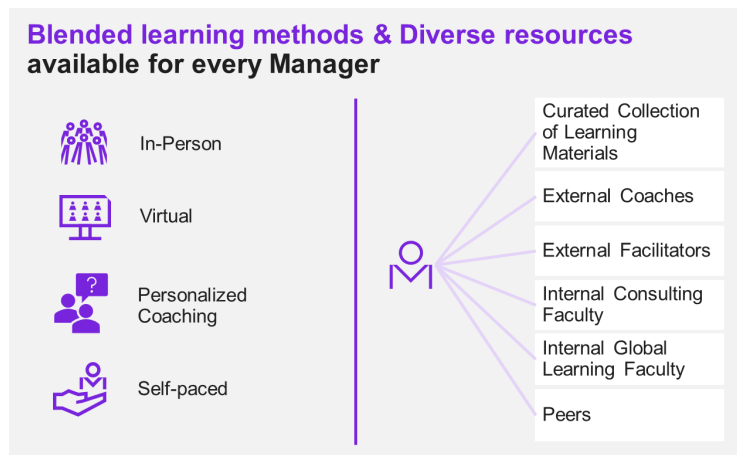 Blended learning methods & Diverse resources
available for every Manager
In-Person
Virtual
?
Personalized
Coaching
Self-paced
Curated Collection
of Learning
Materials
External Coaches
External Facilitators
Internal Consulting
Faculty
Internal Global
Learning Faculty
Peers